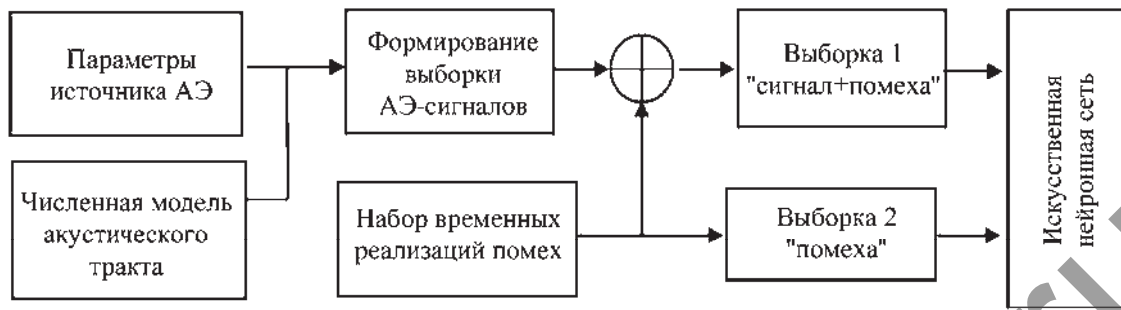 Параметры
источника АЭ
Численная модель
акустического
тракта
Формирование
выборки
АЭ-сигналов
Набор временных
реализаций помех
Выборка 1
"сигнал+помеха"
Выборка 2
"помеха"
Искусственная
нейронная сеть